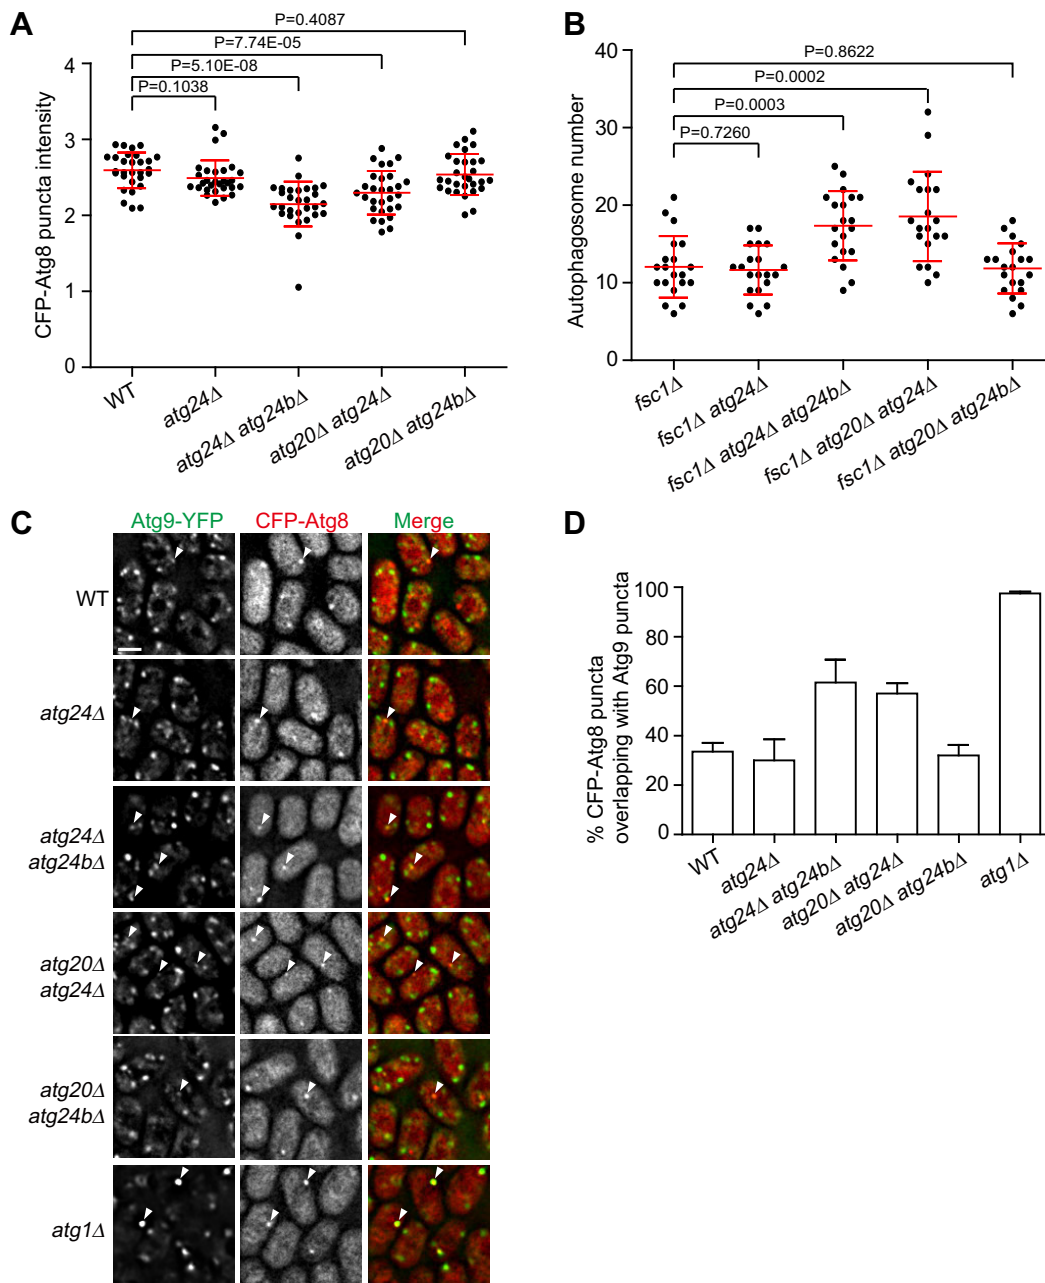 A
P=0.4087
P=7.74E-05
P=5.10E-08
P=0.1038
CFP-Atg8 puncta intensity
4
3
2
1
0
WT
atg24Δ
atg24Δ atg24bΔ
atg20Δ atg24Δ
atg20Δ atg24bΔ
B
P=0.8622
P=0.0002
P=0.0003
P=0.7260
Autophagosome number
40
30
20
10
0
fsc1Δ
fsc1Δ atg24Δ
fsc1Δ atg24Δ atg24bΔ
fsc1Δ atg20Δ atg24Δ
fsc1Δ atg20Δ atg24bΔ
C
Atg9-YFP CFP-Atg8 Merge
WT
atg24Δ
atg24Δ
atg24bΔ
atg20Δ
atg24Δ
atg20Δ
atg24bΔ
atg1Δ
D
% CFP-Atg8 puncta
overlapping with Atg9 puncta
100
80
60
40
20
0
WT
atg24Δ
atg24Δ atg24bΔ
atg20Δ atg24Δ
atg20Δ atg24bΔ
atg1Δ